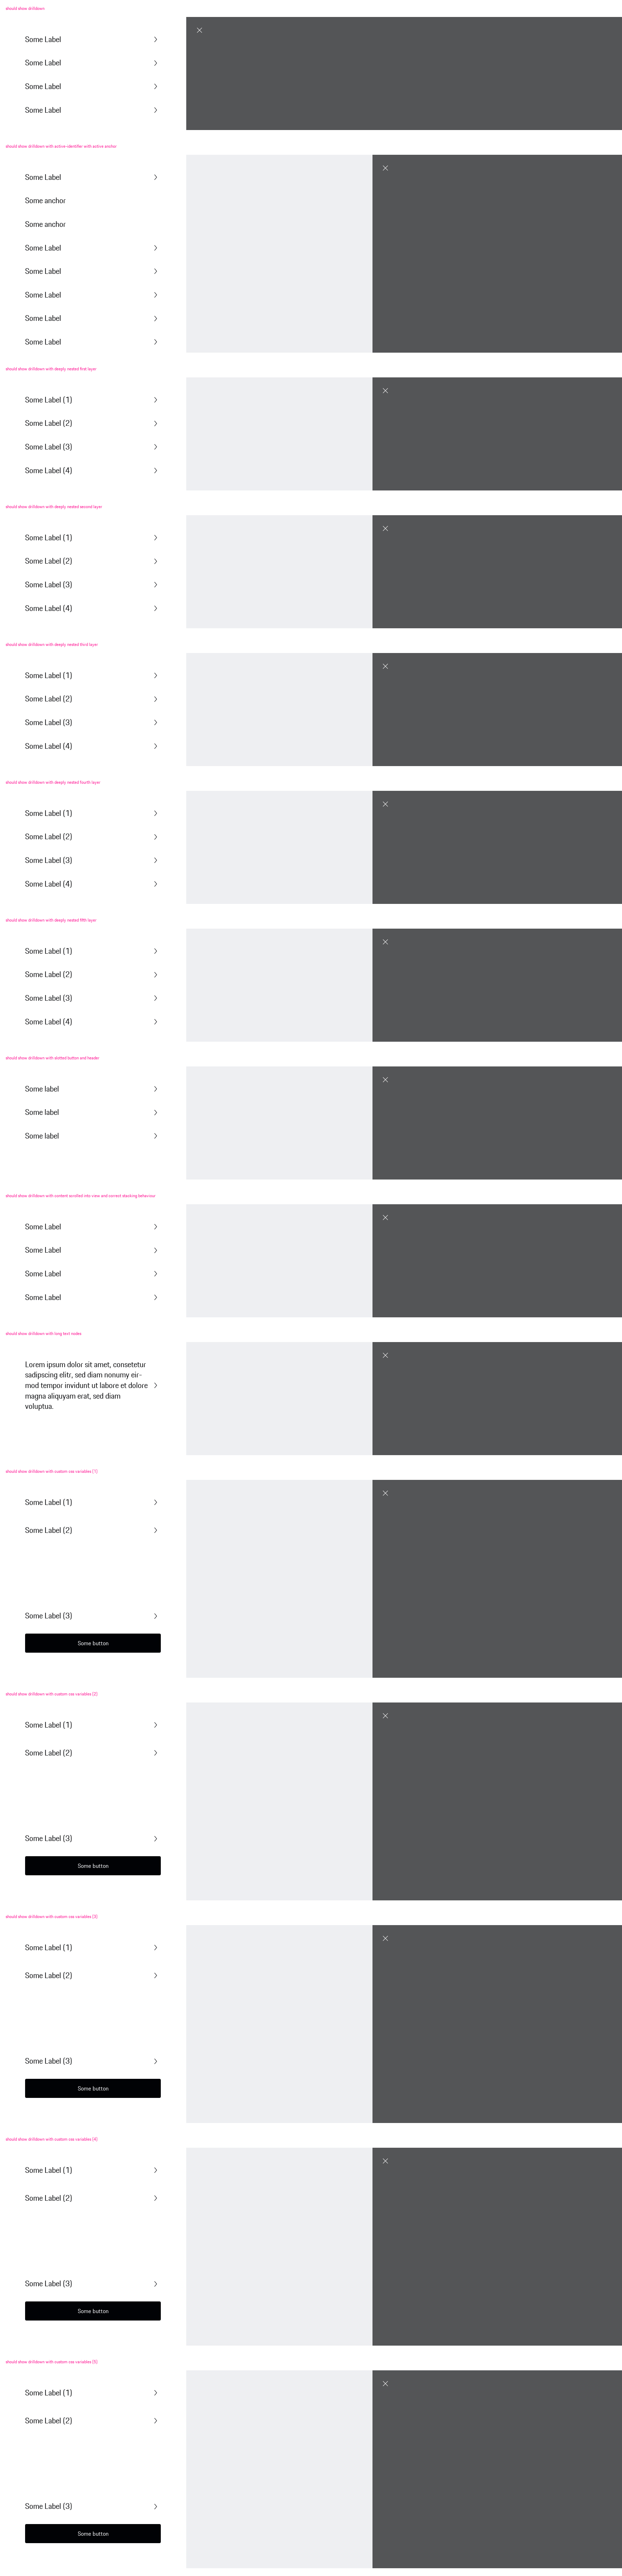 should show drilldown
Some Label
Some Label
Some Label
Some Label
should show drilldown with active-identifier with active anchor
Some Label
Some anchor
Some anchor
Some Label
Some Label
Some Label
Some Label
Some Label
should show drilldown with deeply nested first layer
Some Label (1)
Some Label (2)
Some Label (3)
Some Label (4)
should show drilldown with deeply nested second layer
Some Label (1)
Some Label (2)
Some Label (3)
Some Label (4)
should show drilldown with deeply nested third layer
Some Label (1)
Some Label (2)
Some Label (3)
Some Label (4)
should show drilldown with deeply nested fourth layer
Some Label (1)
Some Label (2)
Some Label (3)
Some Label (4)
should show drilldown with deeply nested fifth layer
Some Label (1)
Some Label (2)
Some Label (3)
Some Label (4)
should show drilldown with slotted button and header
Some label
Some label
Some label
should show drilldown with content scrolled into view and correct stacking behaviour
Some Label
Some Label
Some Label
Some Label
should show drilldown with long text nodes
Lorem ipsum dolor sit amet, consetetur
sadipscing elitr, sed diam nonumy eir-
mod tempor invidunt ut labore et dolore
magna aliquyam erat, sed diam
voluptua.
should show drilldown with custom css variables (1)
Some Label (1)
Some Label (2)
Some Label (3)
Some button
should show drilldown with custom css variables (2)
Some Label (1)
Some Label (2)
Some Label (3)
Some button
should show drilldown with custom css variables (3)
Some Label (1)
Some Label (2)
Some Label (3)
Some button
should show drilldown with custom css variables (4)
Some Label (1)
Some Label (2)
Some Label (3)
Some button
should show drilldown with custom css variables (5)
Some Label (1)
Some Label (2)
Some Label (3)
Some button